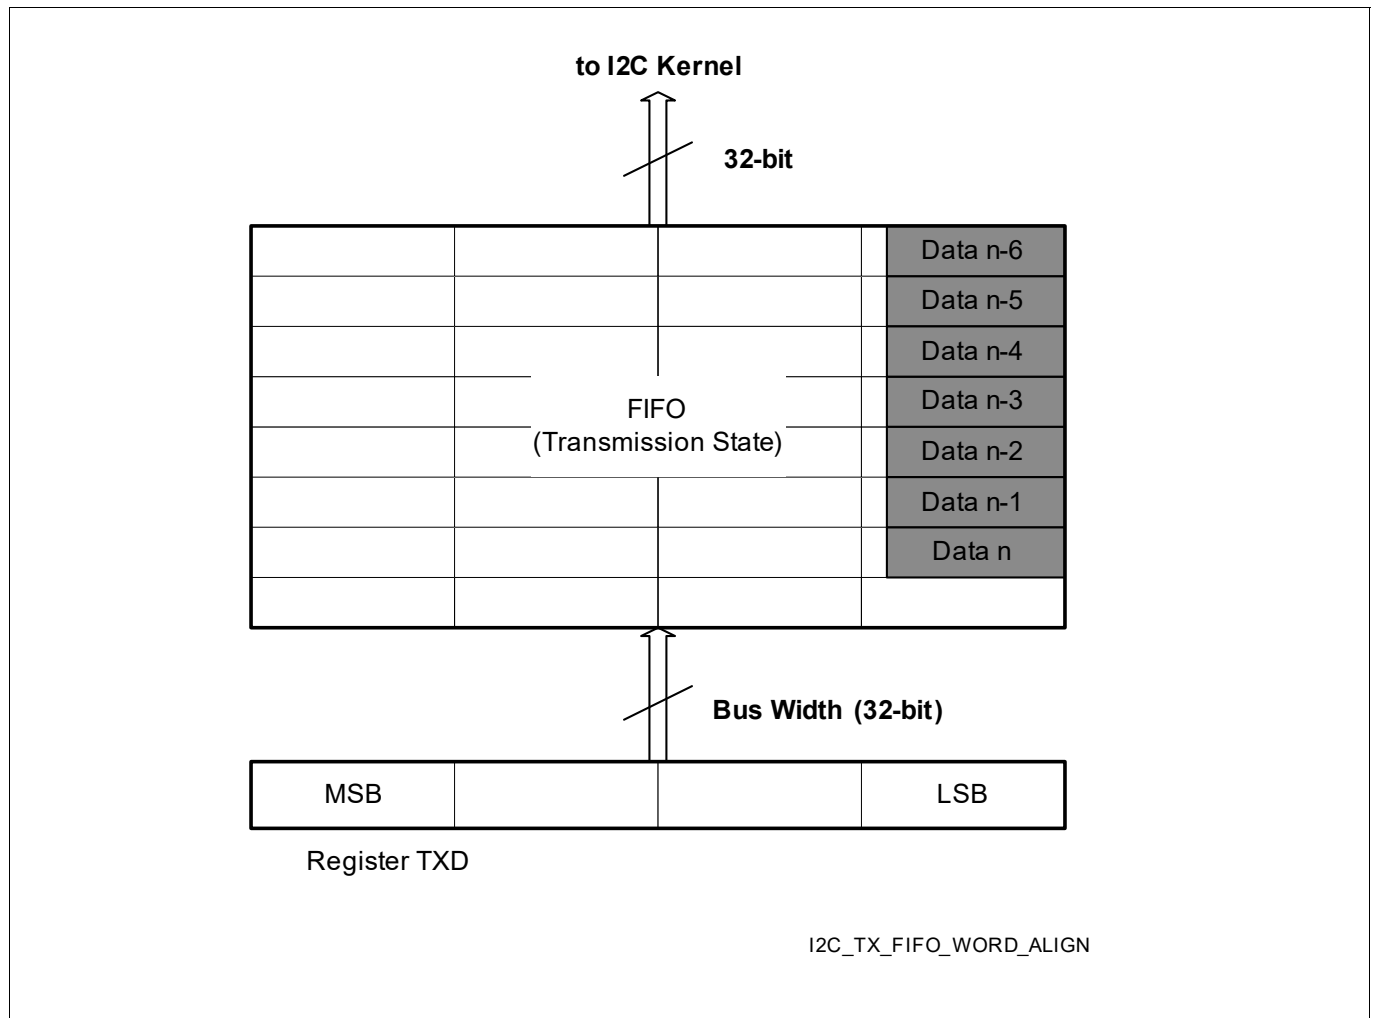 to I2C Kernel
32-bit
Data n-6
Data n-5
Data n-4
Data n-3
FIFO
(Transmission State)
Data n-2
Data n-1
Data n
Bus Width (32-bit)
MSB
LSB
Register TXD
I2C_TX_FIFO_WORD_ALIGN